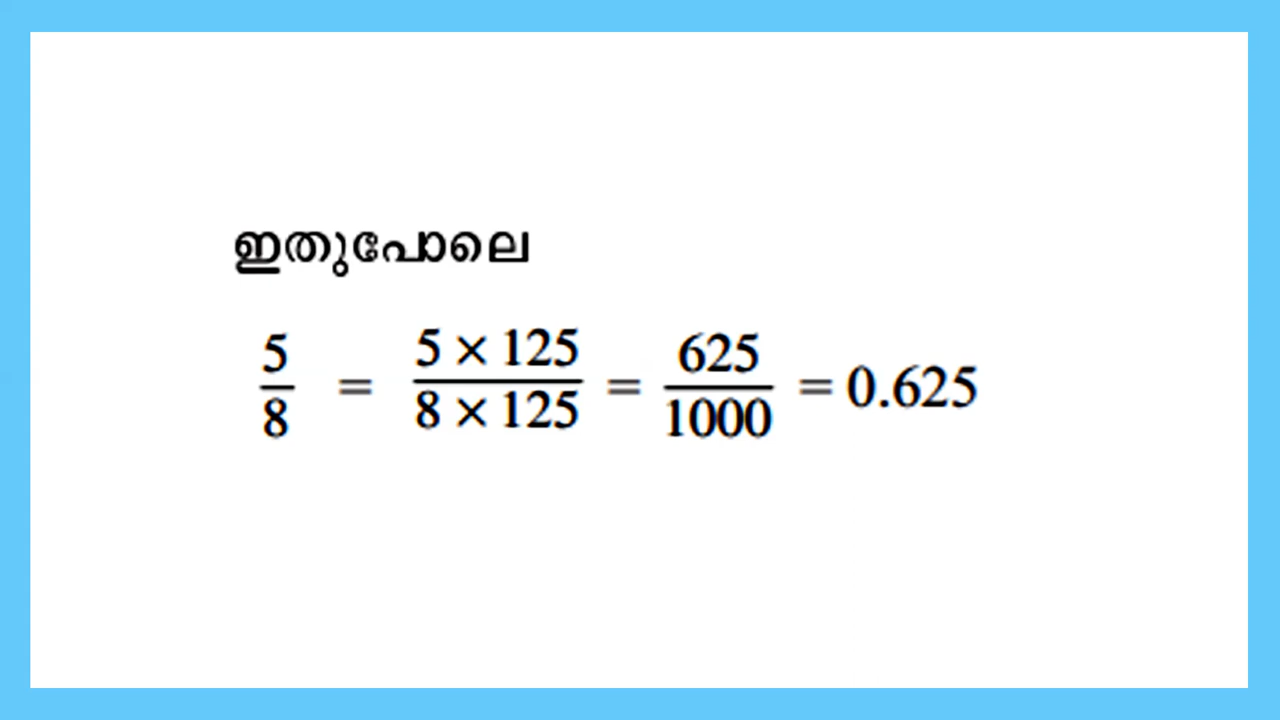 ഇതുപോലെ
5/8 = 5 × 125/8 × 125 = 625/1000 = 0.625